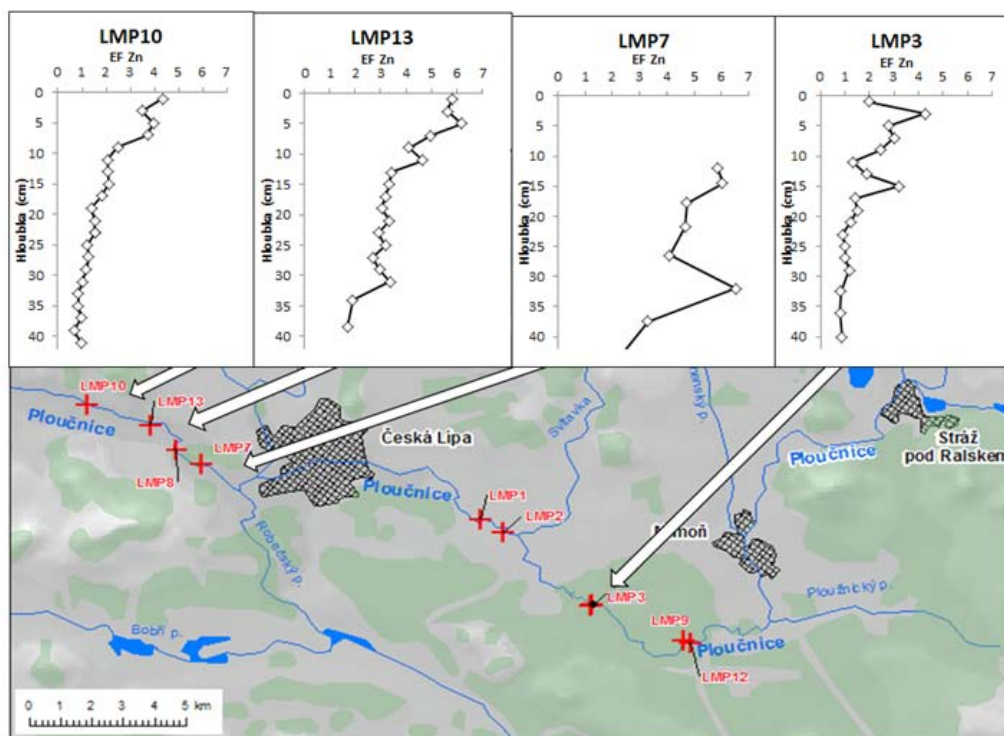 LMP10
EF Zn
0 1 2 3 4 5 6 7
Hloubka (cm)
0
5
10
15
20
25
30
35
40
LMP13
EF Zn
0 1 2 3 4 5 6 7
Hloubka (cm)
0
5
10
15
20
25
30
35
40
LMP7
EF Zn
0 1 2 3 4 5 6 7
Hloubka (cm)
0
5
10
15
20
25
30
35
40
LMP3
EF Zn
0 1 2 3 4 5 6 7
Hloubka (cm)
0
5
10
15
20
25
30
35
40
LMP10
LMP13
Ploučnice
LMP7
LMP8
Česká Lípa
Ploučnice
Svitavka
LMP1
LMP2
Robečský p.
Bobří p.
LMP3
LMP9
LMP12
Ploučnice
Ploužnický p.
Ploučnice
Stráž
pod Ralskem
0 1 2 3 4 5 km